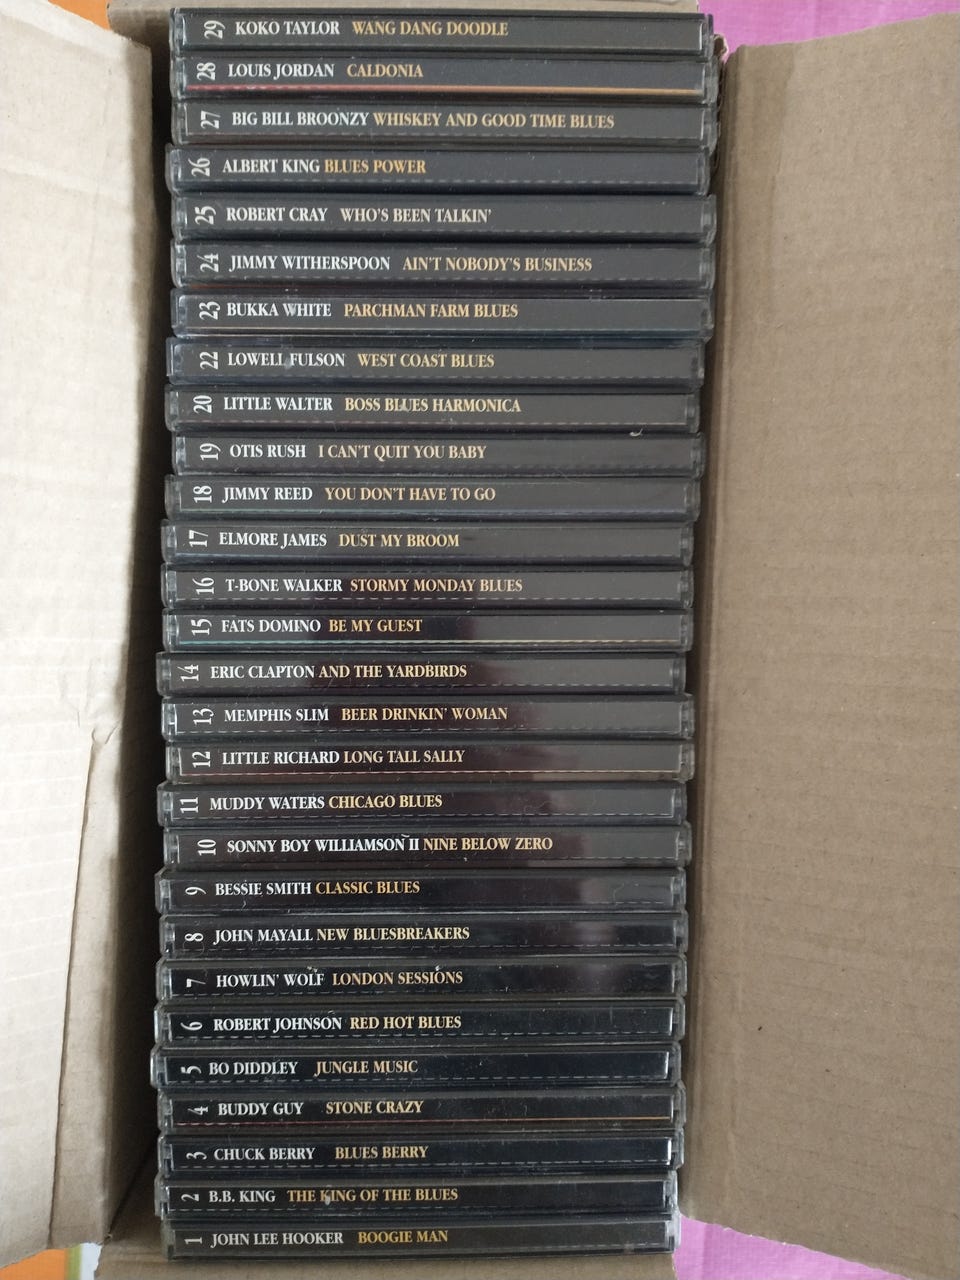 29 KOKO TAYLOR WANG DANG DOODLE
28 LOUIS JORDAN CALDONIA
27 BIG BILL BROONZY WHISKEY AND GOOD TIME BLUES
26 ALBERT KING BLUES POWER
25 ROBERT CRAY WHO'S BEEN TALKIN'
24 JIMMY WITHERSPOON AIN'T NOBODY'S BUSINESS
23 BUKKA WHITE PARCHMAN FARM BLUES
22 LOWELL FULSON WEST COAST BLUES
20 LITTLE WALTER BOSS BLUES HARMONICA
19 OTIS RUSH I CAN'T QUIT YOU BABY
18 JIMMY REED YOU DON'T HAVE TO GO
17 ELMORE JAMES DUST MY BROOM
16 T-BONE WALKER STORMY MONDAY BLUES
15 FATS DOMINO BE MY GUEST
14 ERIC CLAPTON AND THE YARDBIRDS
13 MEMPHIS SLIM BEER DRINKIN' WOMAN
12 LITTLE RICHARD LONG TALL SALLY
11 MUDDY WATERS CHICAGO BLUES
10 SONNY BOY WILLIAMSON II NINE BELOW ZERO
9 BESSIE SMITH CLASSIC BLUES
8 JOHN MAYALL NEW BLUESBREAKERS
7 HOWLIN' WOLF LONDON SESSIONS
6 ROBERT JOHNSON RED HOT BLUES
5 BO DIDDLEY JUNGLE MUSIC
4 BUDDY GUY STONE CRAZY
3 CHUCK BERRY BLUES BERRY
2 B.B. KING THE KING OF THE BLUES
1 JOHN LEE HOOKER BOOGIE MAN